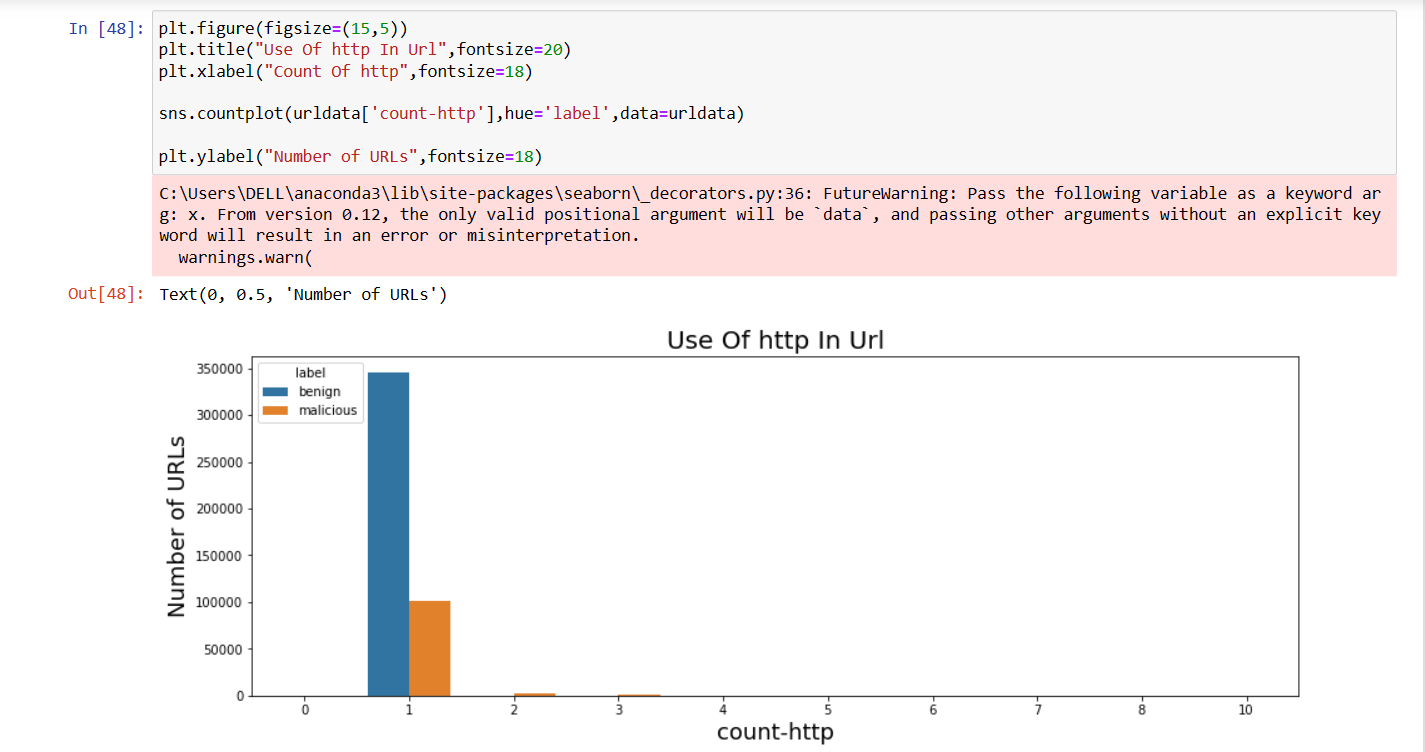 In [48]: plt.figure(figsize=(15,5))
plt.title("Use Of http In Url",fontsize=20)
plt.xlabel("Count Of http",fontsize=18)
sns.countplot(urldata['count-http'],hue='label',data=urldata)
plt.ylabel("Number of URLs",fontsize=18)
C:\Users\DELL\anaconda3\lib\site-packages\seaborn\_decorators.py:36: FutureWarning: Pass the following variable as a keyword ar
g: x. From version 0.12, the only valid positional argument will be `data`, and passing other arguments without an explicit key
word will result in an error or misinterpretation.
warnings.warn(
Out[48]: Text(0, 0.5, 'Number of URLs')
Use Of http In Url
label
benign
malicious
Number of URLs
350000
300000
250000
200000
150000
100000
50000
0
0 1 2 3 4 5 6 7 8 10
count-http